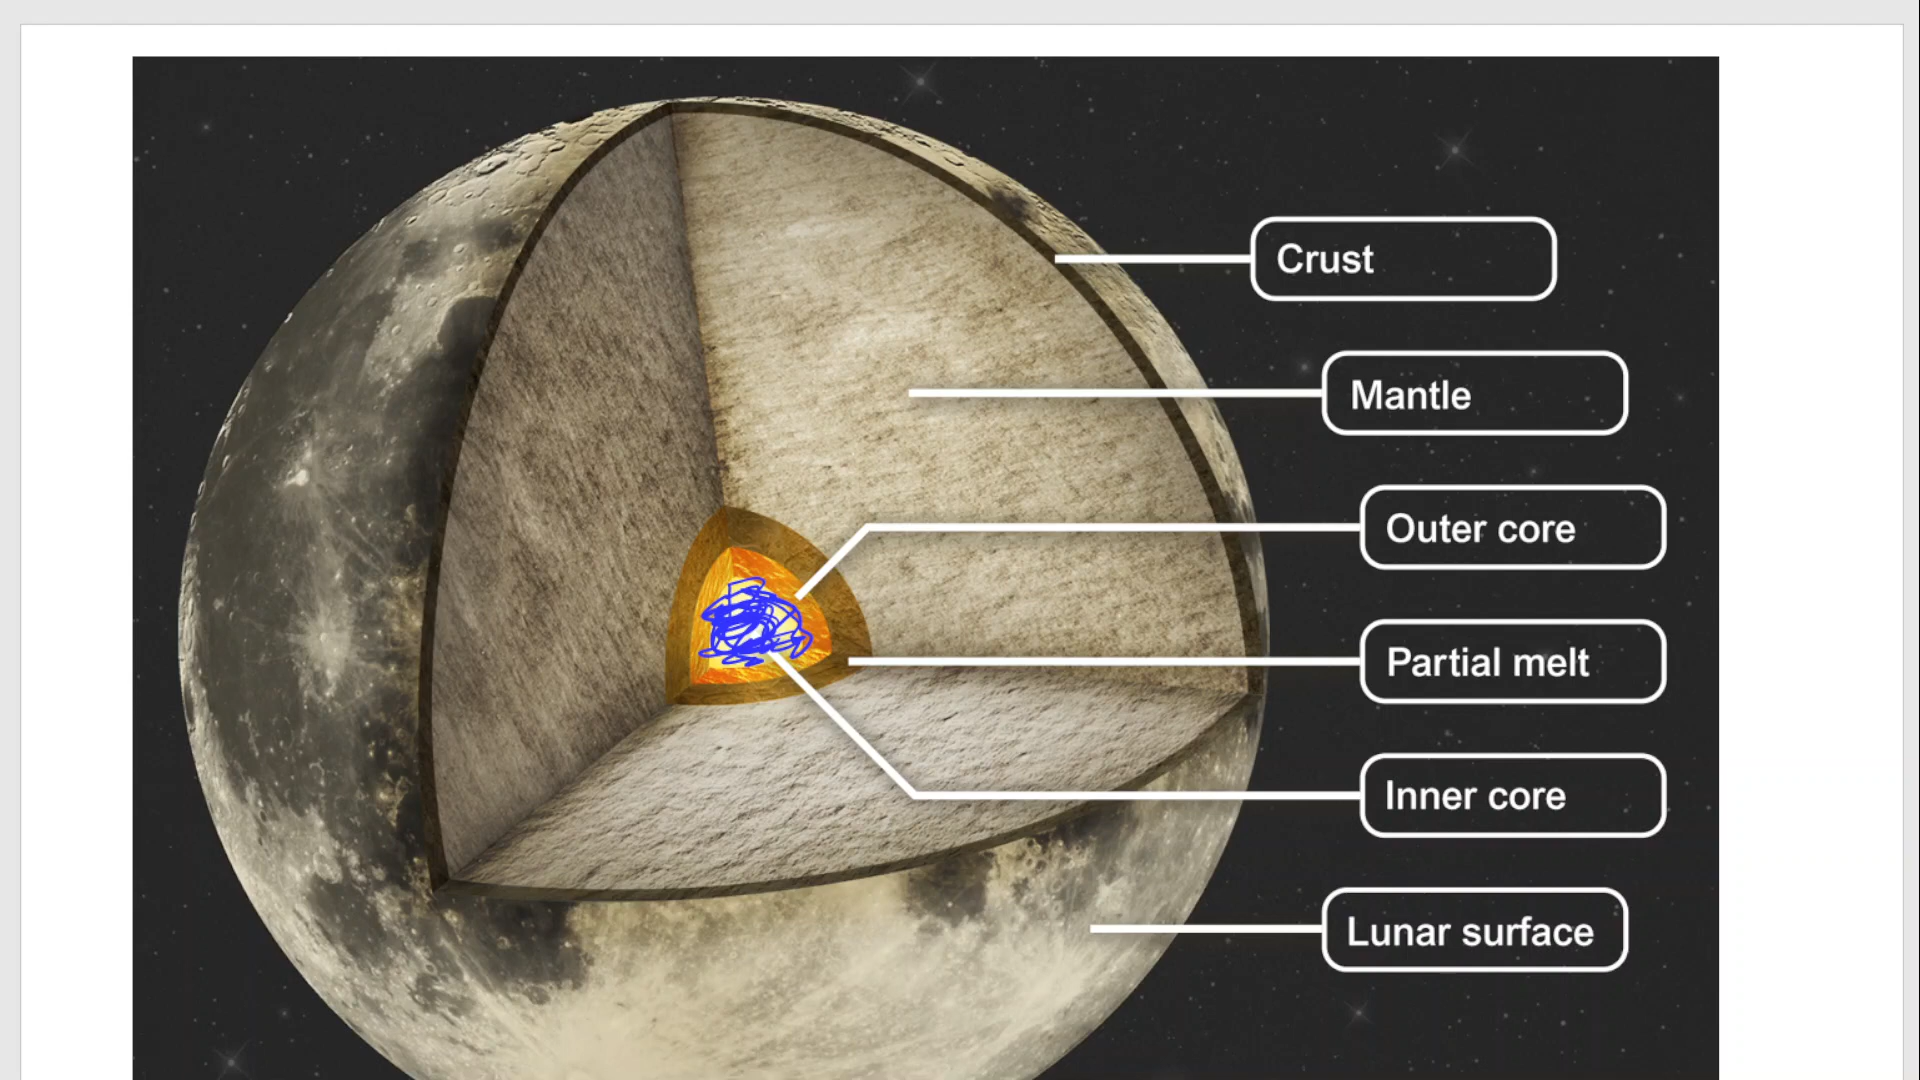 Crust
Mantle
Outer core
Partial melt
Inner core
Lunar surface